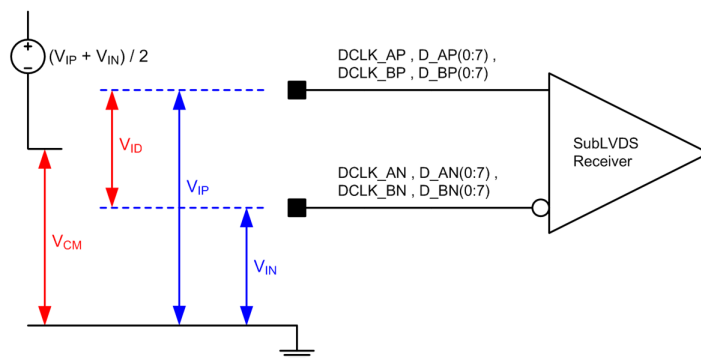 (VIP + VIN) / 2
DCLK_AP , D_AP(0:7) ,
DCLK_BP , D_BP(0:7)
SubLVDS
Receiver
VID
VIP
DCLK_AN , D_AN(0:7) ,
DCLK_BN , D_BN(0:7)
VCM
VIN